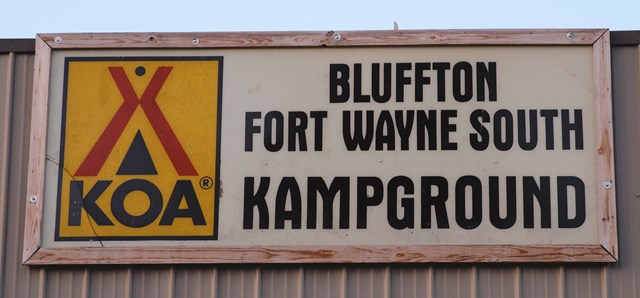 KOA®
BLUFFTON
FORT WAYNE SOUTH
KAMPGROUND